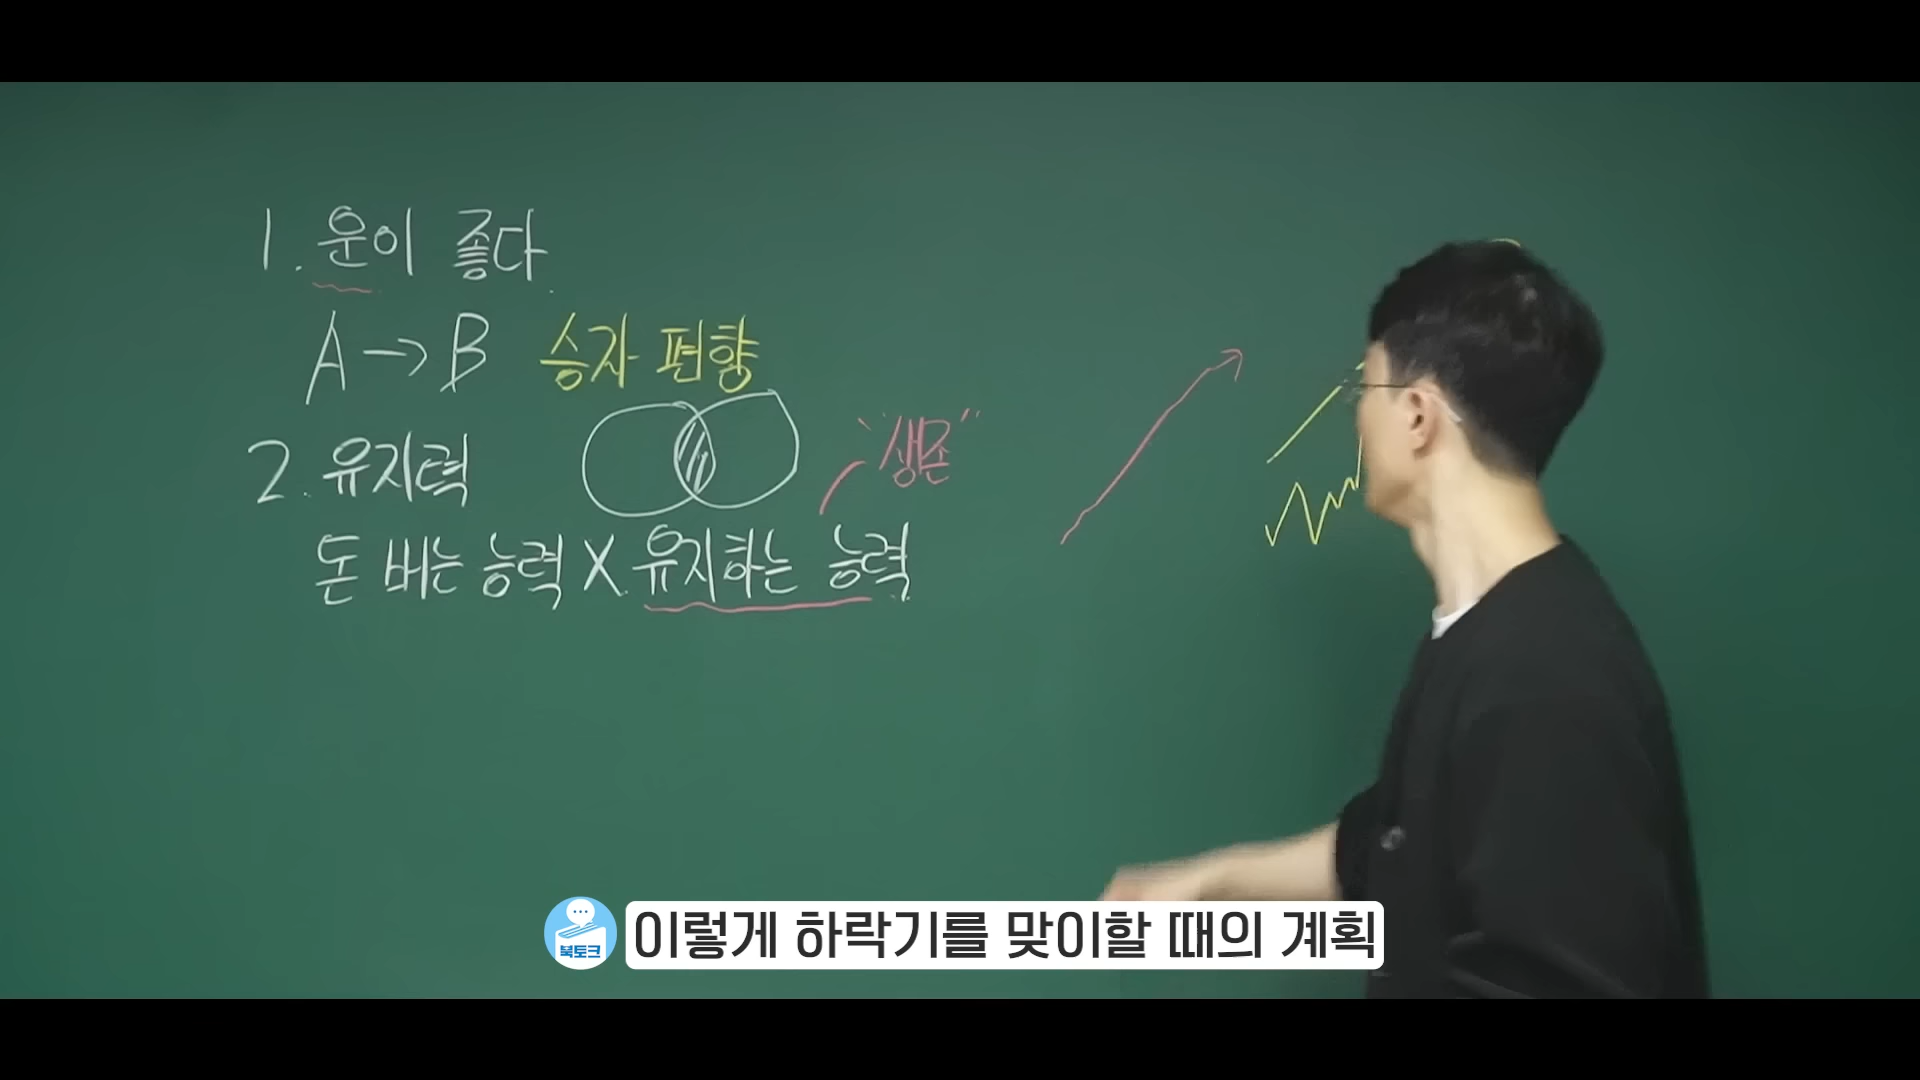 1. 운이 좋다.
A → B 승자 편향
2. 유지력
"생존"
돈 버는 능력 X 유지하는 능력
북토크
이렇게 하락기를 맞이할 때의 계획